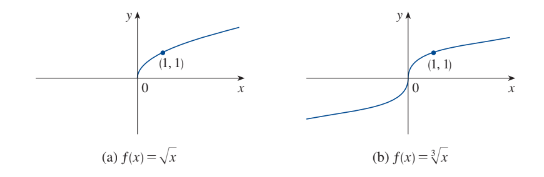 y
(1, 1)
0
x
(a) f(x)=√x
y
(1, 1)
0
x
(b) f(x)=∛x